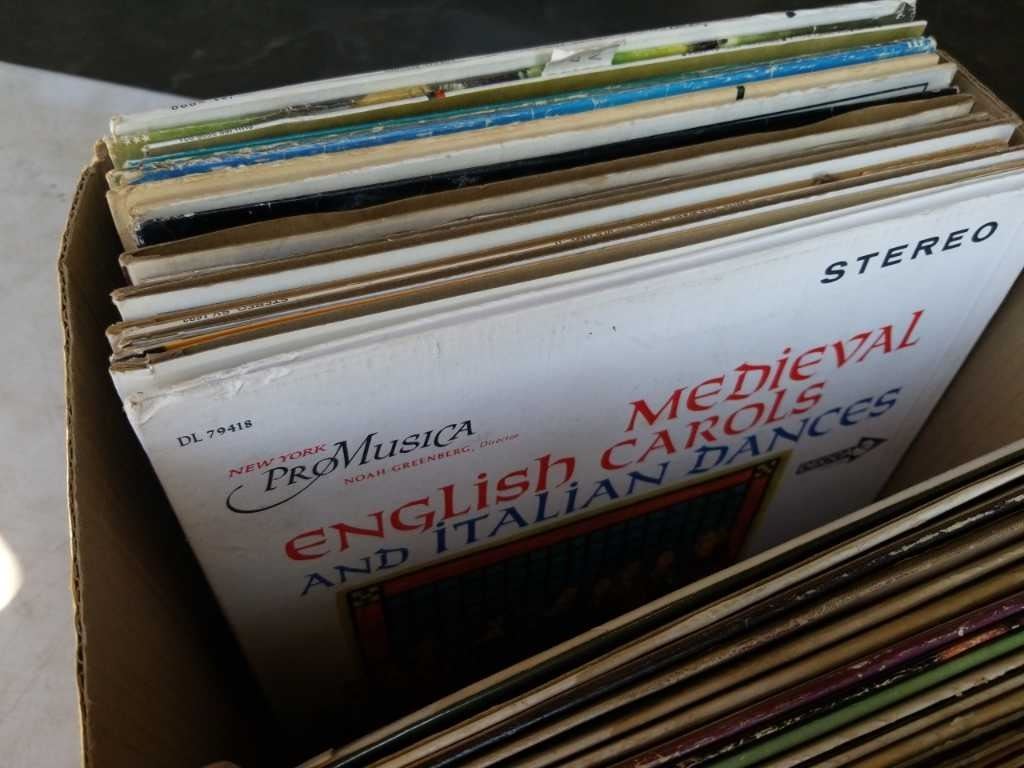 STEREO
DL 79418
NEW YORK
PRO MUSICA
NOAH GREENBERG, Director
MEDIEVAL
ENGLISH CAROLS
AND ITALIAN DANCES